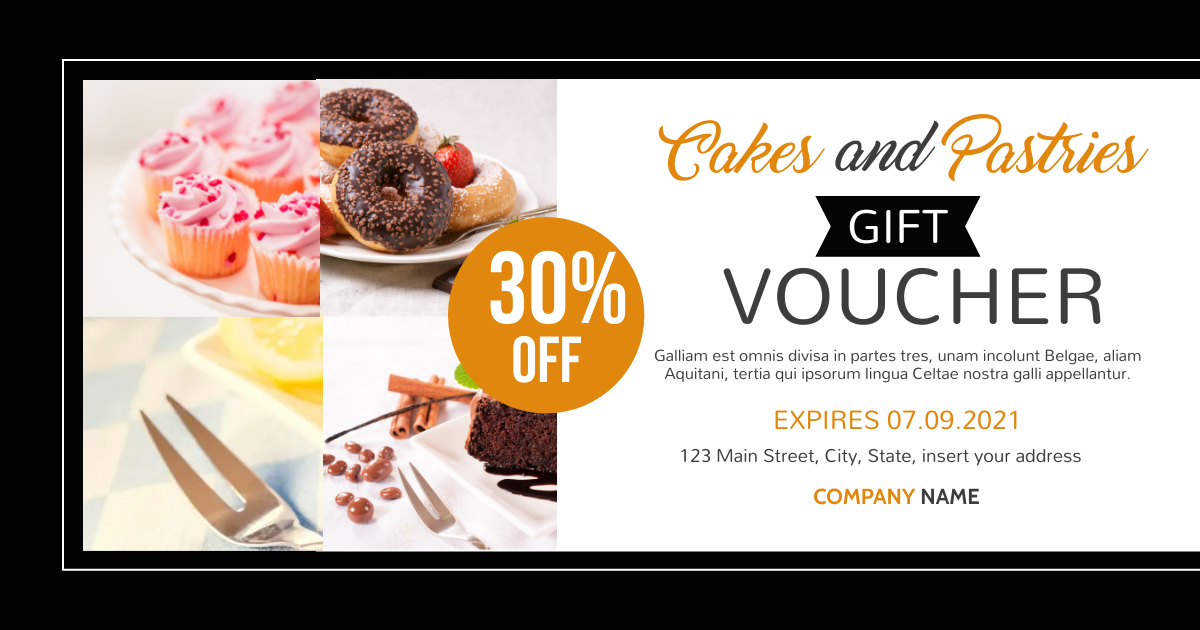 Cakes and Pastries
GIFT
VOUCHER
30%
OFF
Galliam est omnis divisa in partes tres, unam incolunt Belgae, aliam
Aquitani, tertia qui ipsorum lingua Celtae nostra galli appellantur.
EXPIRES 07.09.2021
123 Main Street, City, State, insert your address
COMPANY NAME